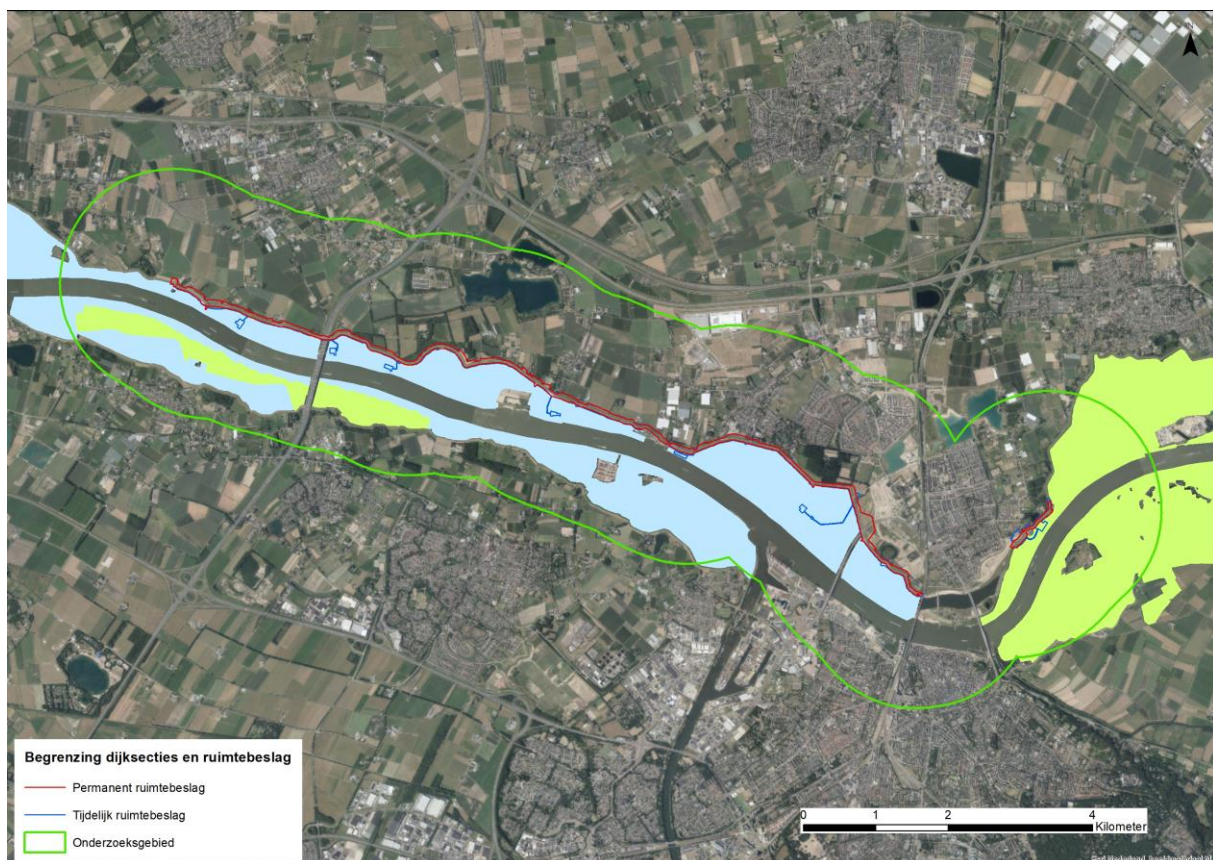 N
Begrenzing dijksecties en ruimtebeslag
Permanent ruimtebeslag
Tijdelijk ruimtebeslag
Onderzoeksgebied
0 1 2 4
Kilometer